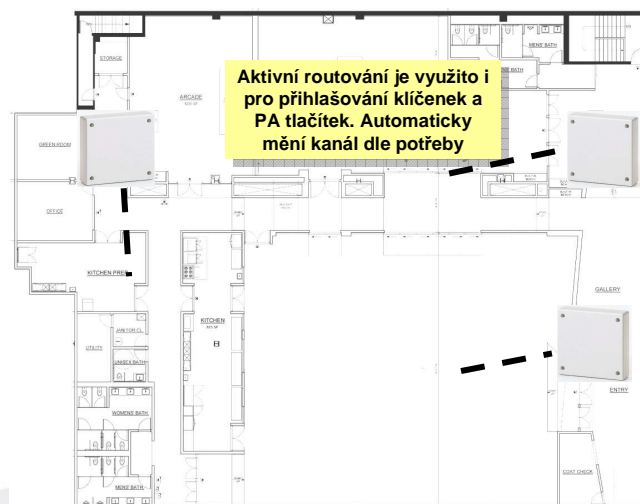 MENS' BATH
STORAGE
Aktivní routování je využito i
pro přihlašování klíčenek a
PA tlačítek. Automaticky
mění kanál dle potřeby
BATH
ARCADE
GREEN ROOM
OFFICE
KITCHEN PREP
GALLERY
KITCHEN
JANITOR CL.
UTILITY
UNISEX BATH
ENTRY
WOMENS' BATH
COAT CHECK
MENS' BATH